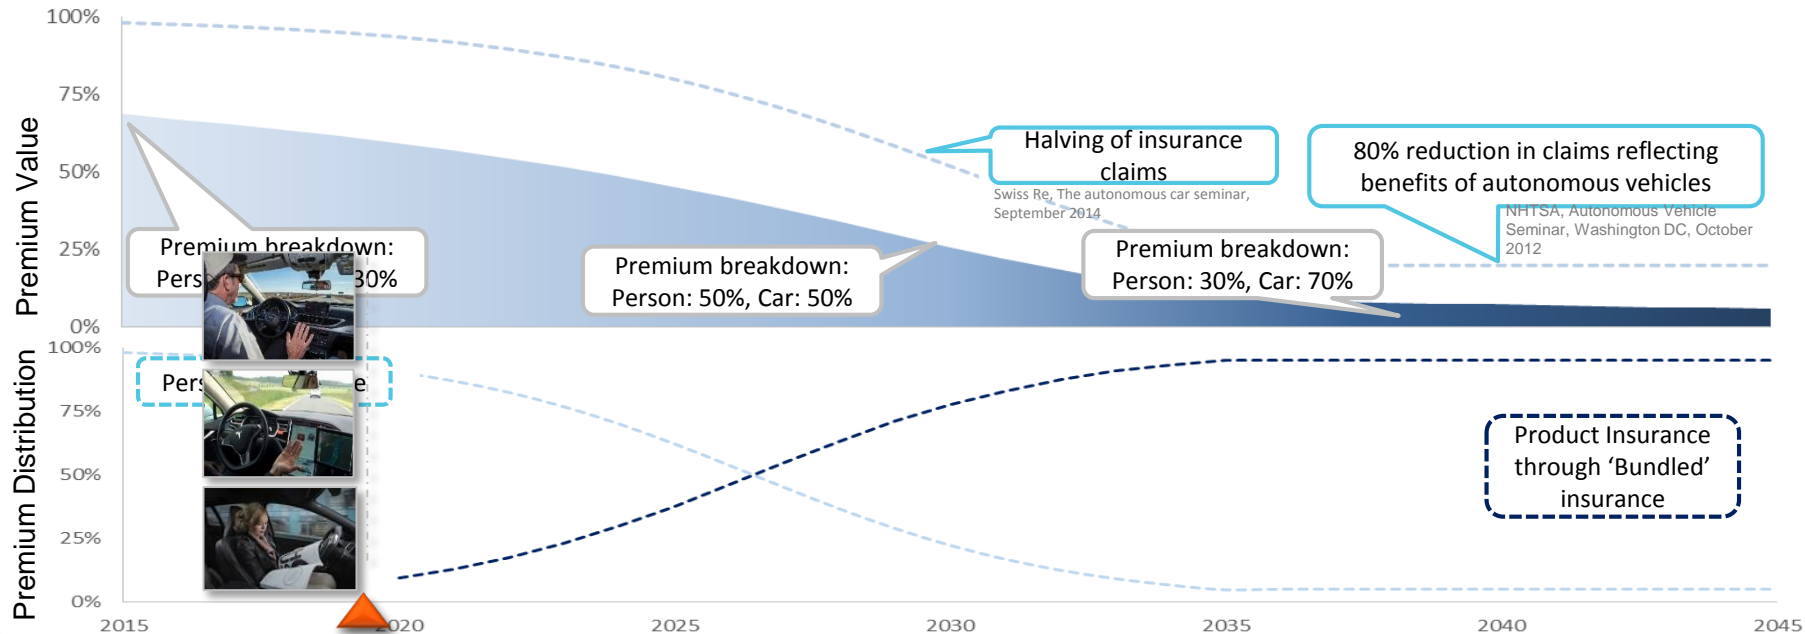 100%
75%
50%
25%
0%
Premium Value
Halving of insurance
claims
Swiss Re, The autonomous car seminar,
September 2014
80% reduction in claims reflecting
benefits of autonomous vehicles
NHTSA, Autonomous Vehicle
Seminar, Washington DC, October
2012
Premium breakdown:
30%
Premium breakdown:
Person: 50%, Car: 50%
Premium breakdown:
Person: 30%, Car: 70%
100%
75%
50%
25%
0%
Premium Distribution
Product Insurance
through ‘Bundled’
insurance
2015
2020
2025
2030
2035
2040
2045